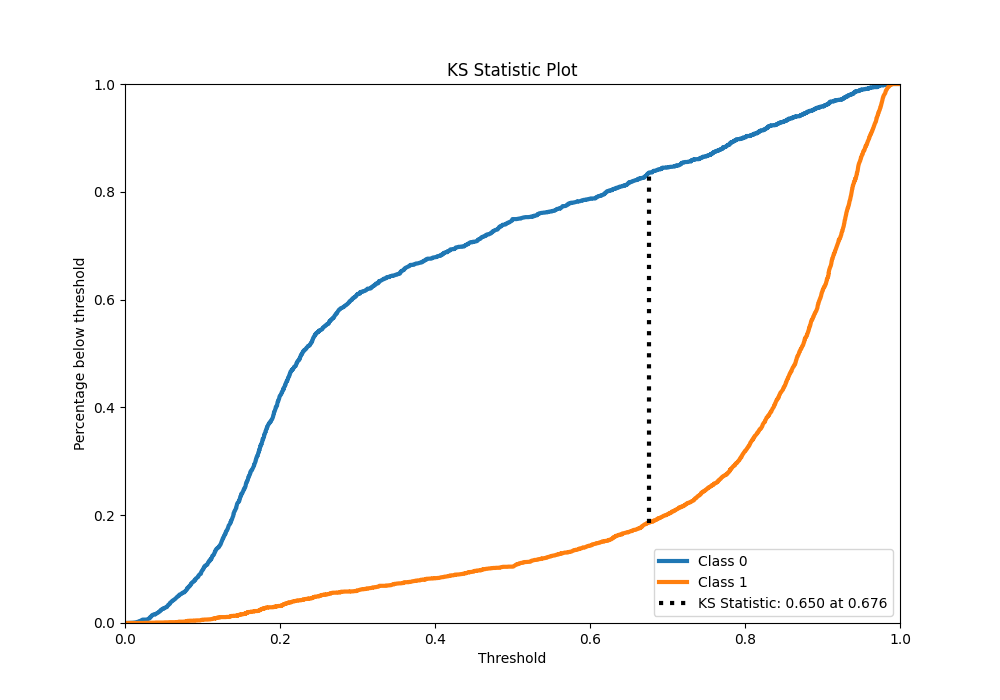 KS Statistic Plot
Percentage below threshold
1.0
0.8
0.6
0.4
0.2
0.0
0.0 0.2 0.4 0.6 0.8 1.0
Threshold
Class 0
Class 1
KS Statistic: 0.650 at 0.676